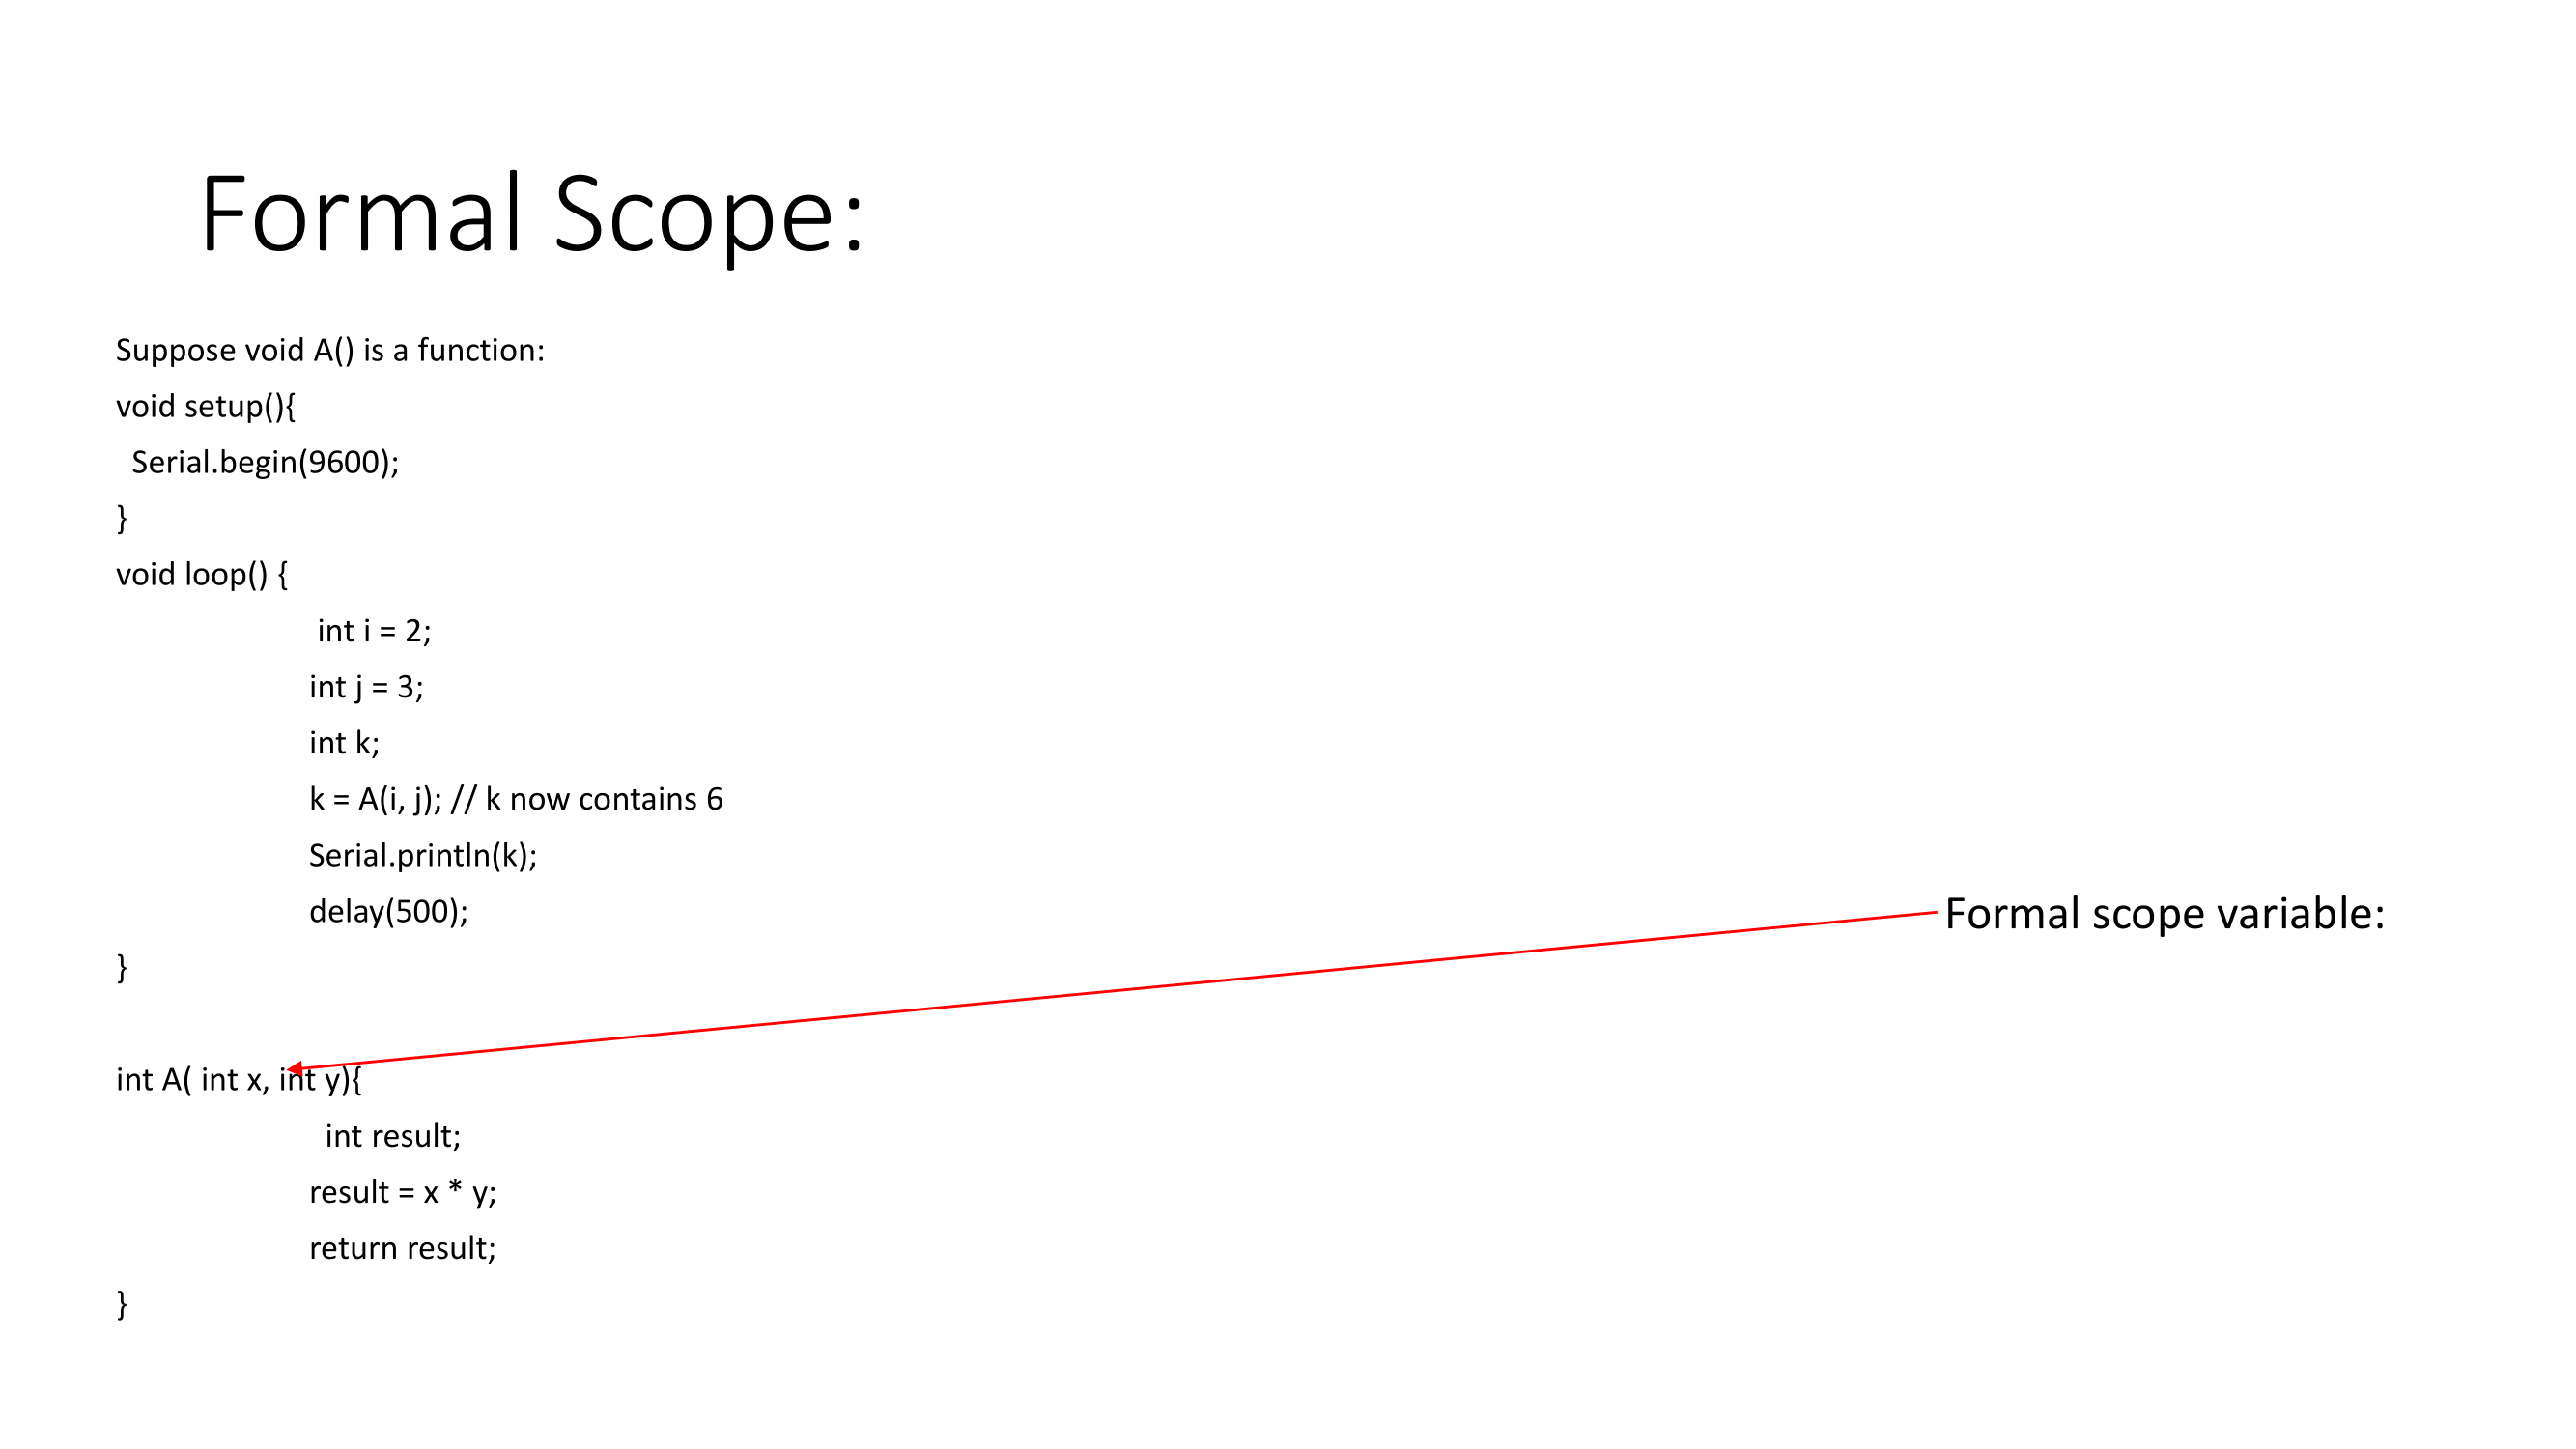 Formal Scope:
Suppose void A() is a function:
void setup(){
Serial.begin(9600);
}
void loop() {
int i = 2;
int j = 3;
int k;
k = A(i, j); // k now contains 6
Serial.println(k);
delay(500);
Formal scope variable:
}
int A( int x, int y){
int result;
result = x * y;
return result;
}